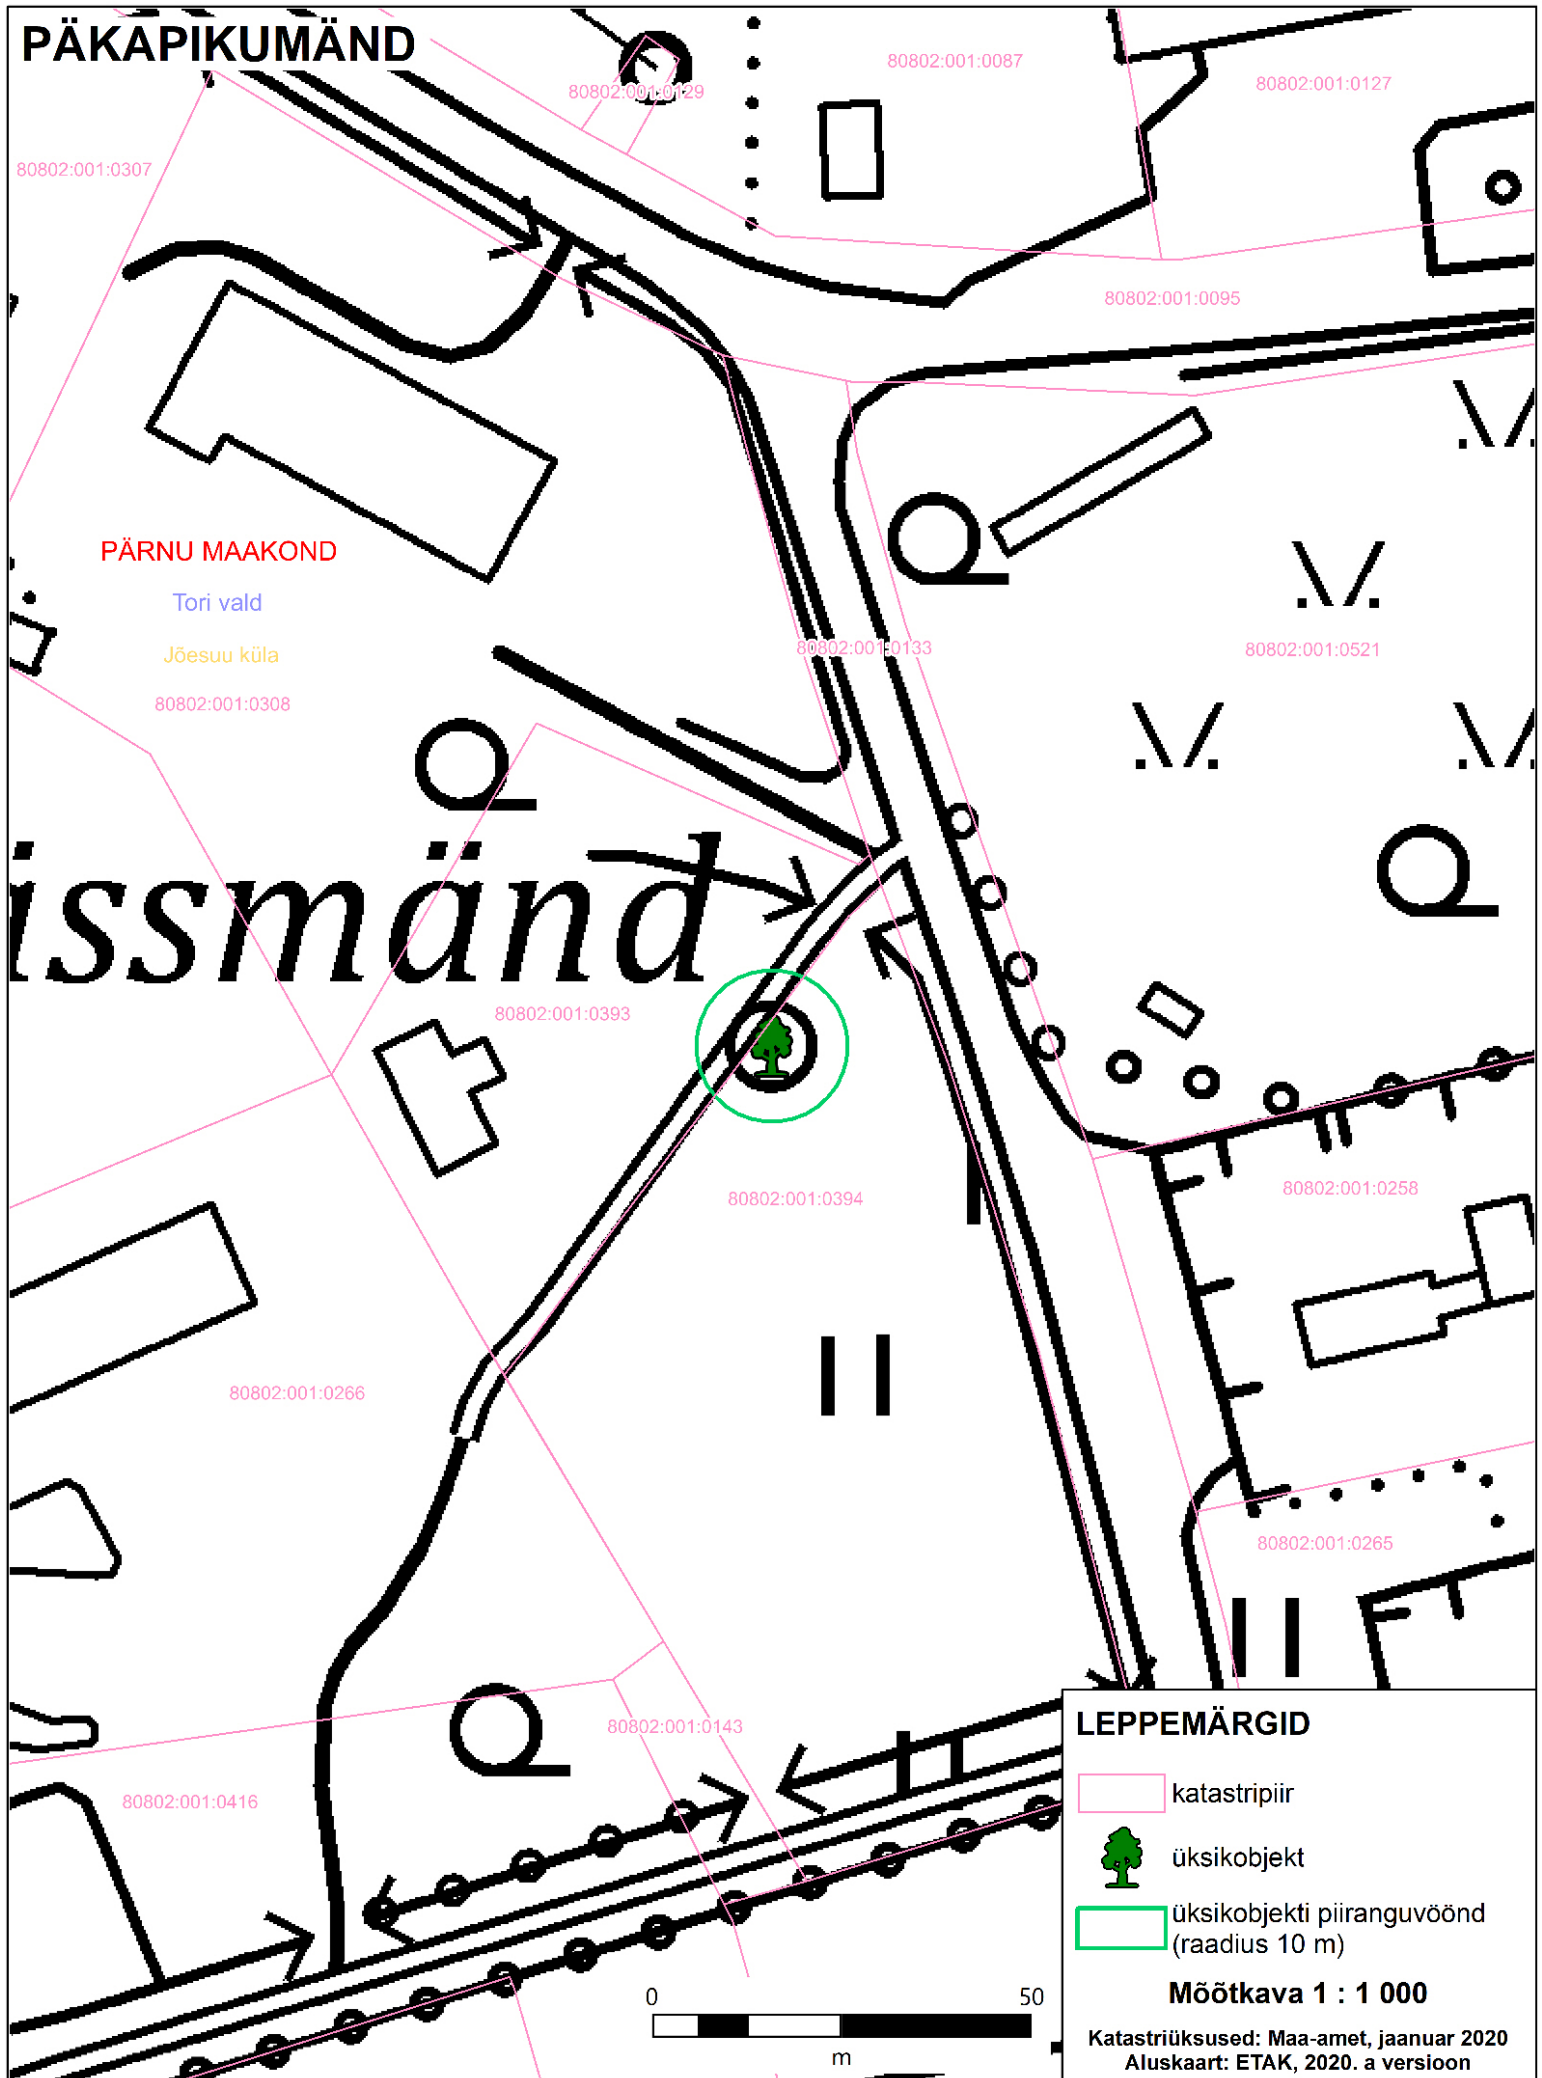 PÄKAPIKUMÄND
80802:001:0087
80802:001:0127
80802:001:0129
80802:001:0307
80802:001:0095
PÄRNU MAAKOND
Tori vald
Jõesuu küla
80802:001:0308
80802:001:0133
80802:001:0521
issmänd
80802:001:0393
80802:001:0394
80802:001:0258
80802:001:0266
80802:001:0265
80802:001:0143
80802:001:0416
LEPPEMÄRGID
katastripiir
üksikobjekt
üksikobjekti piiranguvöönd
(raadius 10 m)
Mõõtkava 1 : 1 000
Katastriüksused: Maa-amet, jaanuar 2020
Aluskaart: ETAK, 2020. a versioon
0 50
m